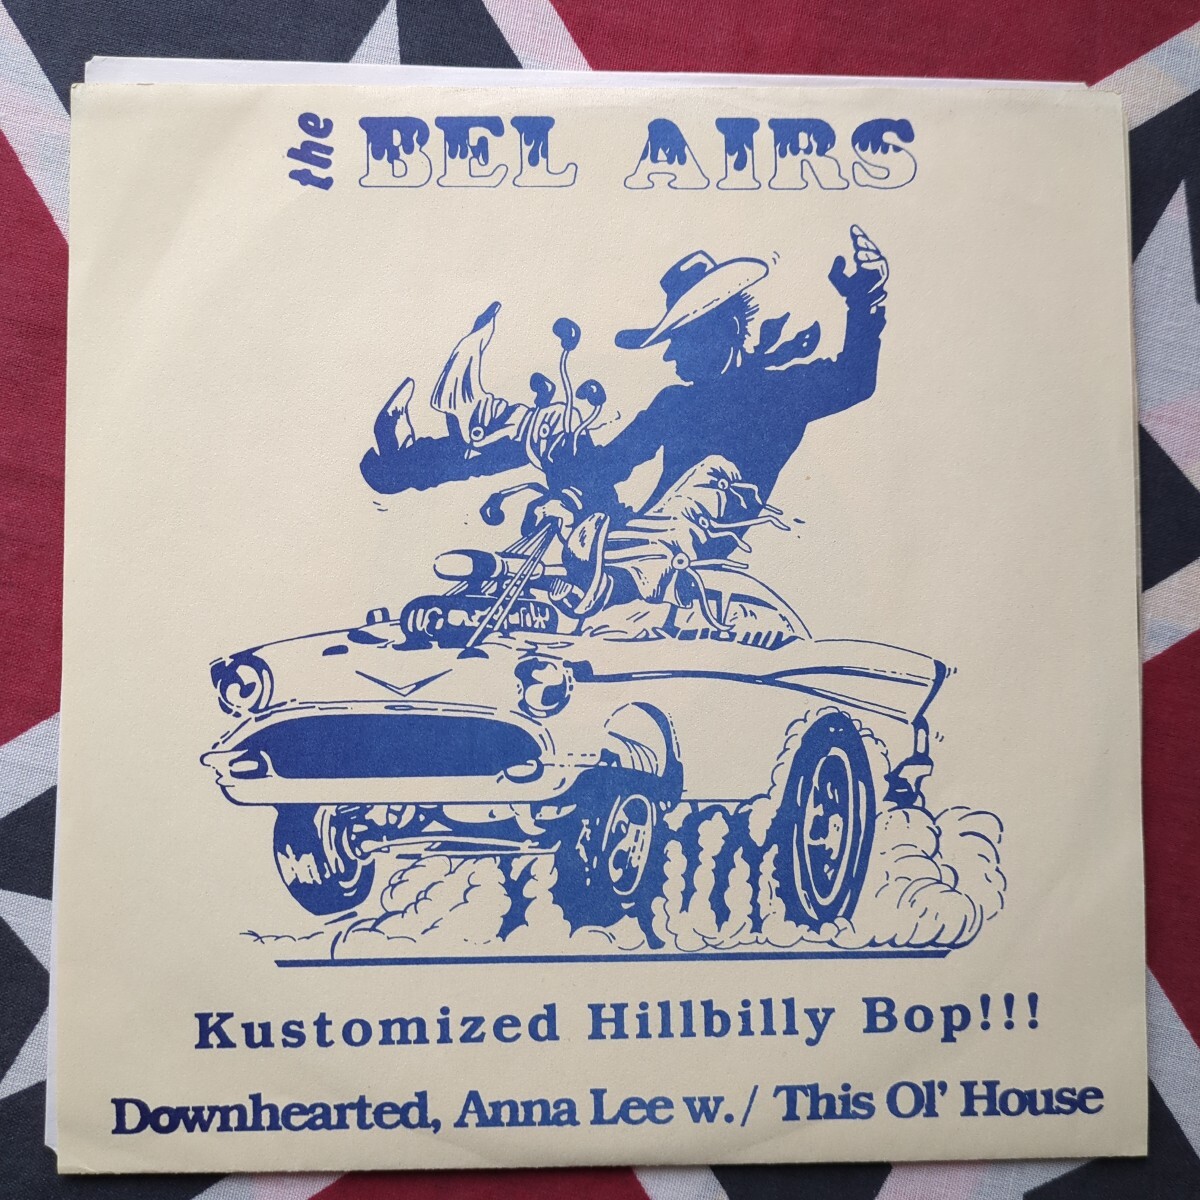 the BEL AIRS
Kustomized Hillbilly Bop!!!
Downhearted, Anna Lee w./ This Ol' House